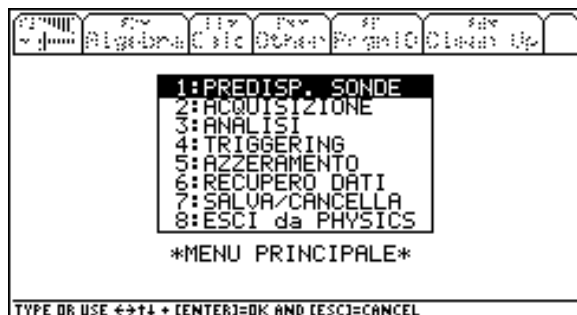 Algebra Calc Other PrgmIO Clean Up
1:PREDISP. SONDE
2:ACQUISIZIONE
3:ANALISI
4:TRIGGERING
5:AZZERAMENTO
6:RECUPERO DATI
7:SALVA/CANCELLA
8:ESCI da PHYSICS
*MENU PRINCIPALE*
TYPE OR USE ←→↑↓ + [ENTER]=OK AND [ESC]=CANCEL